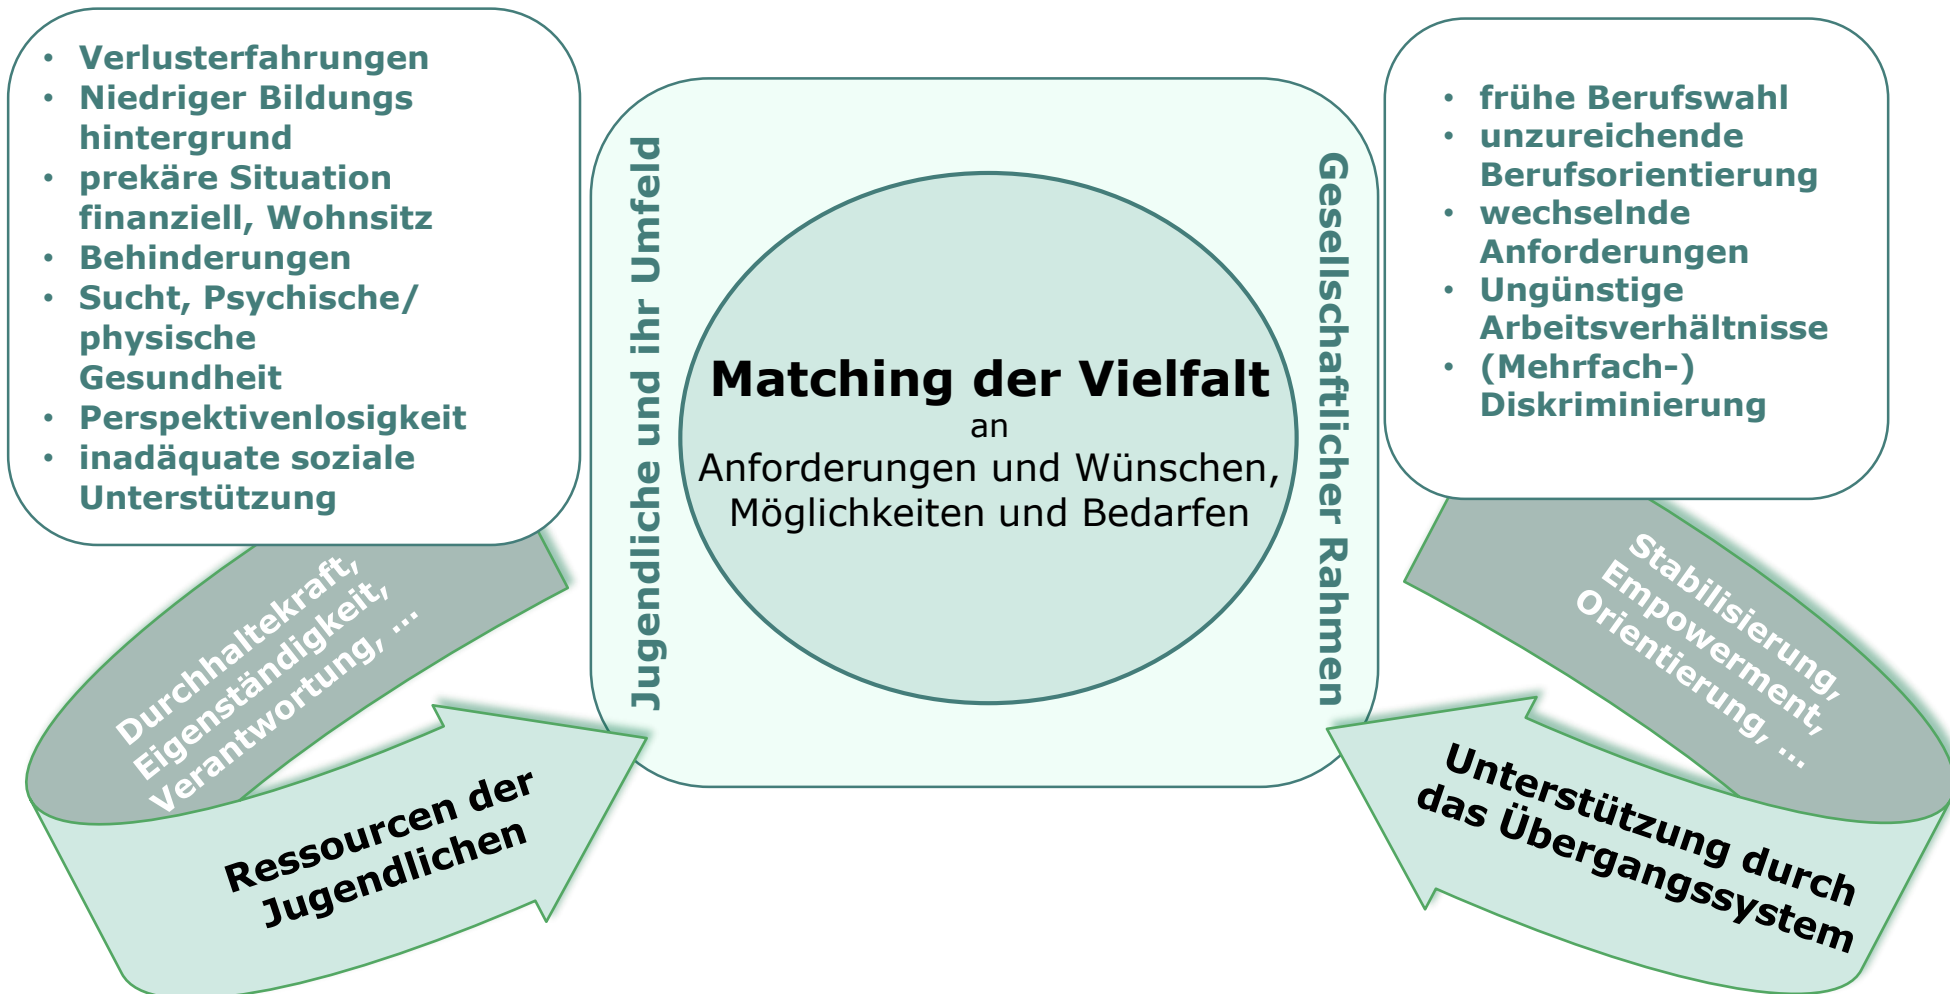 • Verlusterfahrungen
• Niedriger Bildungs
hintergrund
• prekäre Situation
finanziell, Wohnsitz
• Behinderungen
• Sucht, Psychische/
physische
Gesundheit
• Perspektivenlosigkeit
• inadäquate soziale
Unterstützung
Durchhaltekraft,
Eigenständigkeit,
Verantwortung, ...
Ressourcen der
Jugendlichen
Jugendliche und ihr Umfeld
Matching der Vielfalt
an
Anforderungen und Wünschen,
Möglichkeiten und Bedarfen
Gesellschaftlicher Rahmen
• frühe Berufswahl
• unzureichende
Berufsorientierung
• wechselnde
Anforderungen
• Ungünstige
Arbeitsverhältnisse
• (Mehrfach-)
Diskriminierung
Stabilisierung,
Empowerment,
Orientierung, ...
Unterstützung durch
das Übergangssystem